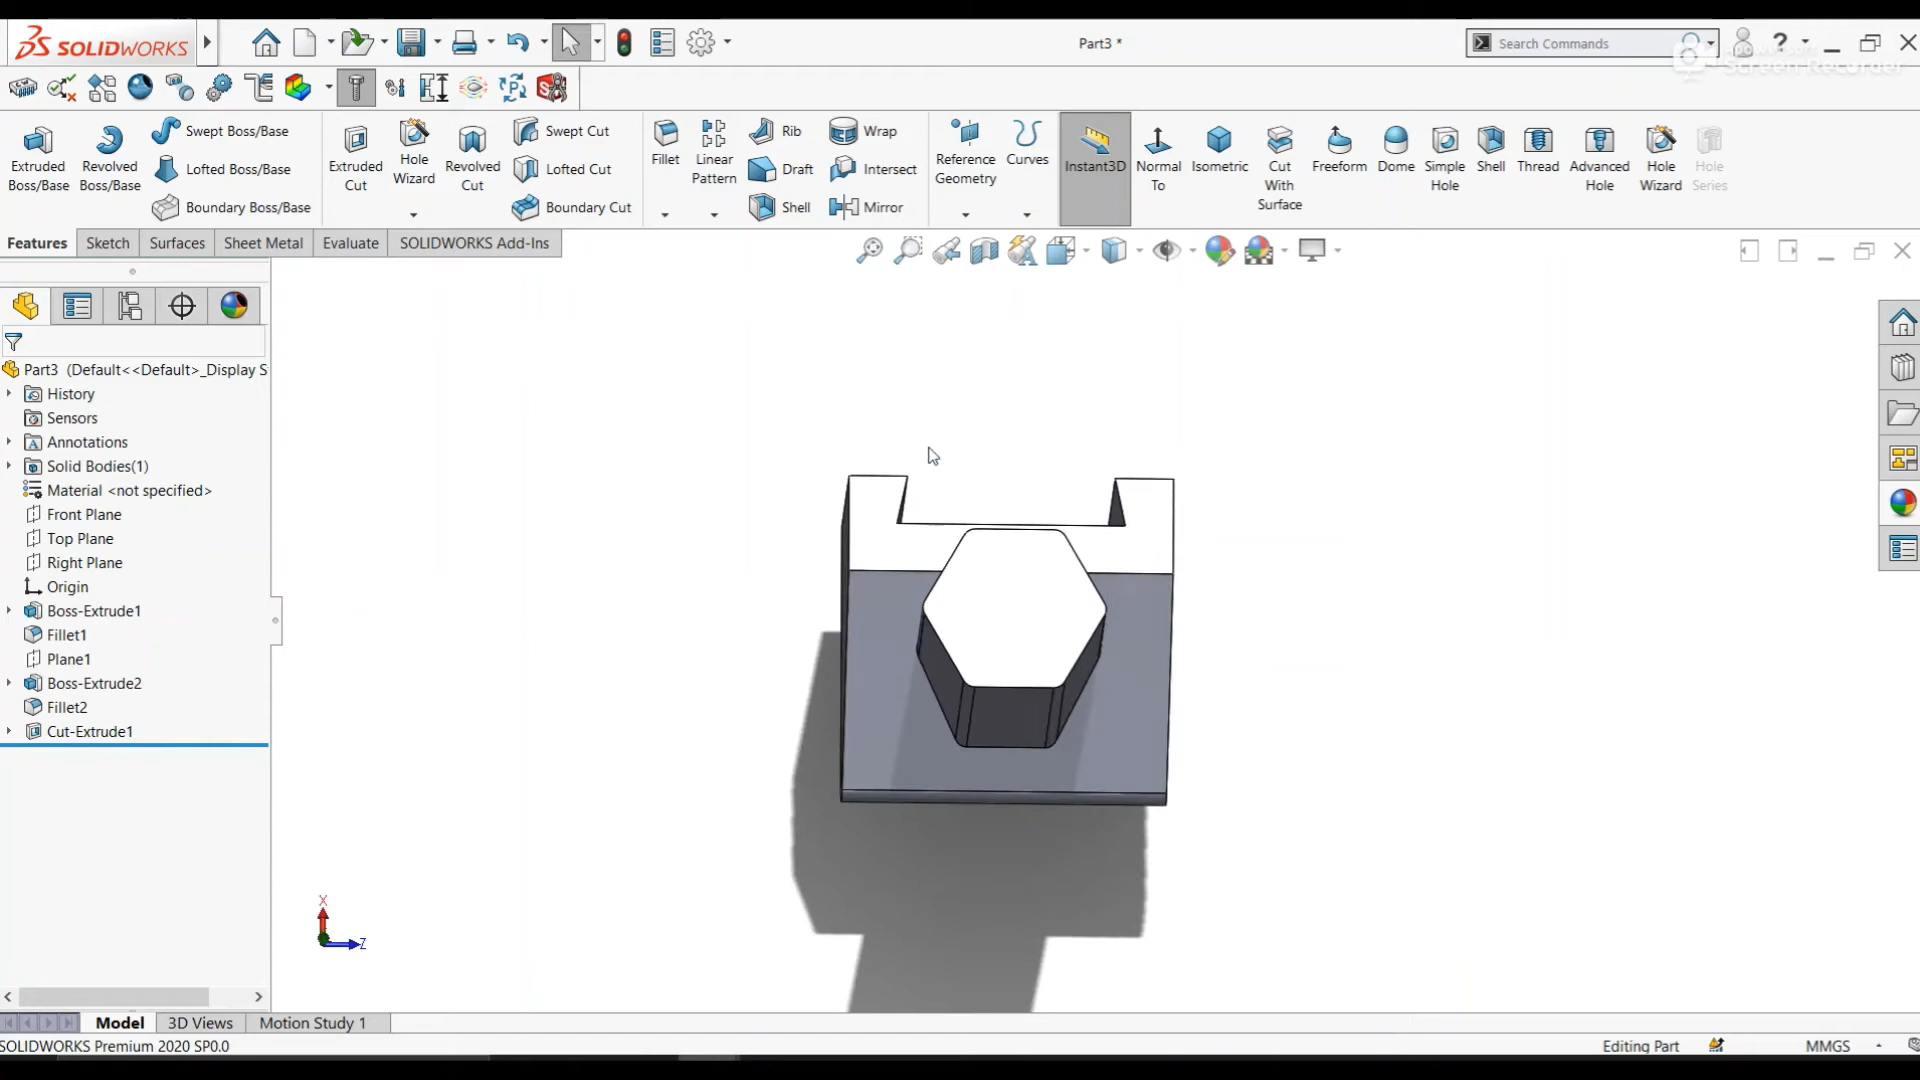 SOLIDWORKS
Part3 *
Search Commands
Screen Recorder
Extruded Boss/Base
Revolved Boss/Base
Swept Boss/Base
Lofted Boss/Base
Boundary Boss/Base
Extruded Cut
Hole Wizard
Revolved Cut
Swept Cut
Lofted Cut
Boundary Cut
Fillet
Linear Pattern
Rib
Draft
Shell
Wrap
Intersect
Mirror
Reference Geometry
Curves
Instant3D
Normal To
Isometric
Cut With Surface
Freeform
Dome
Simple Hole
Shell
Thread
Advanced Hole
Hole Wizard
Hole Series
Features
Sketch
Surfaces
Sheet Metal
Evaluate
SOLIDWORKS Add-Ins
Part3 (Default<<Default>_Display S
History
Sensors
Annotations
Solid Bodies(1)
Material <not specified>
Front Plane
Top Plane
Right Plane
Origin
Boss-Extrude1
Fillet1
Plane1
Boss-Extrude2
Fillet2
Cut-Extrude1
X
Z
Model
3D Views
Motion Study 1
SOLIDWORKS Premium 2020 SP0.0
Editing Part
MMGS